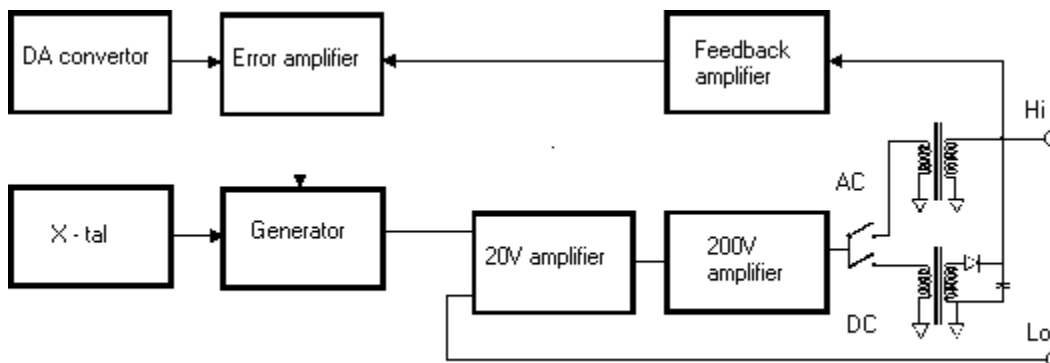 DA convertor
Error amplifier
Feedback
amplifier
Hi
AC
X - tal
Generator
20V amplifier
200V
amplifier
DC
Lo